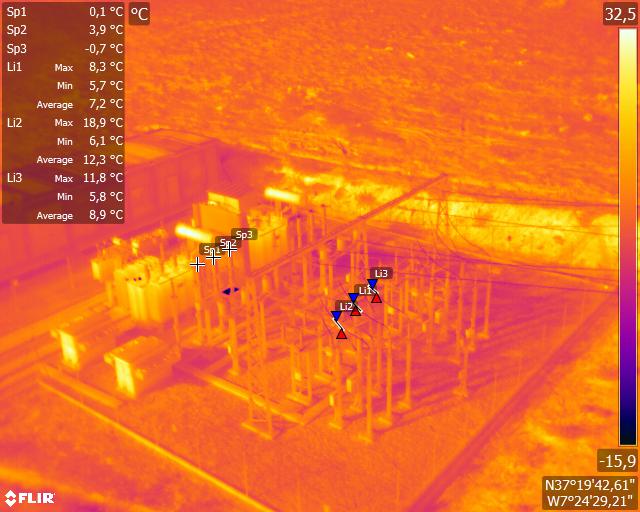 Sp1 0,1 °C
Sp2 3,9 °C
Sp3 -0,7 °C
Li1 Max 8,3 °C
Min 5,7 °C
Average 7,2 °C
Li2 Max 18,9 °C
Min 6,1 °C
Average 12,3 °C
Li3 Max 11,8 °C
Min 5,8 °C
Average 8,9 °C
°C
32,5
Sp3
Sp2
Sp1
Li3
Li1
Li2
-15,9
N37°19'42,61"
W7°24'29,21"
FLIR